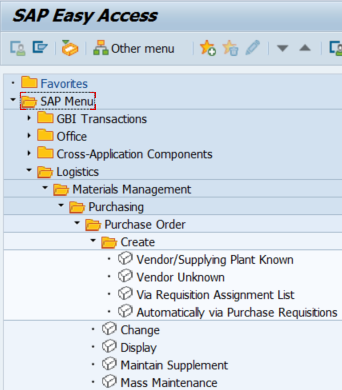 SAP Easy Access
Other menu
Favorites
SAP Menu
GBI Transactions
Office
Cross-Application Components
Logistics
Materials Management
Purchasing
Purchase Order
Create
Vendor/Supplying Plant Known
Vendor Unknown
Via Requisition Assignment List
Automatically via Purchase Requisitions
Change
Display
Maintain Supplement
Mass Maintenance